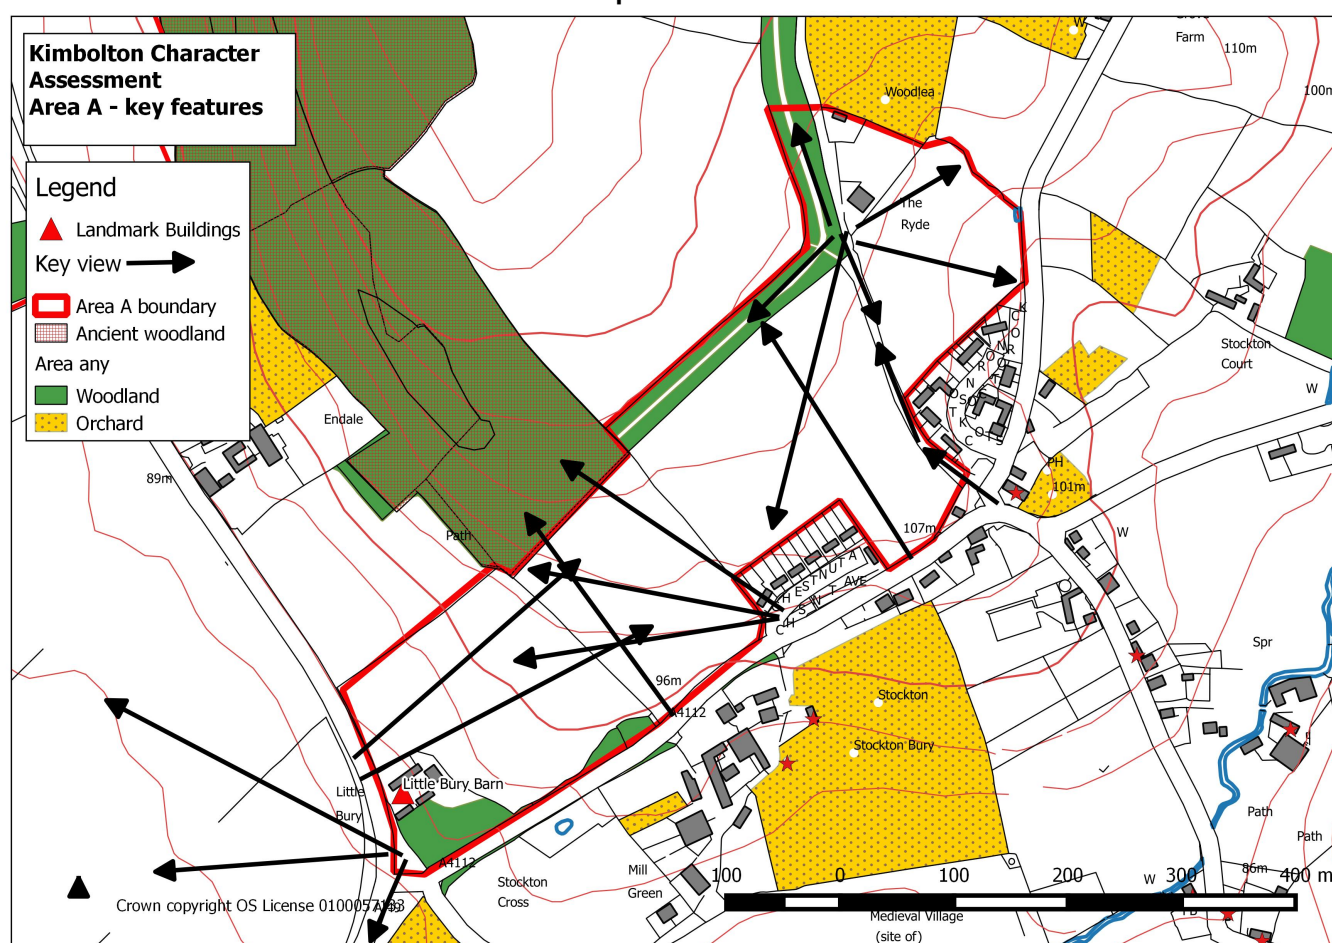 Kimbolton Character
Assessment
Area A - key features
Legend
Landmark Buildings
Key view
Area A boundary
Ancient woodland
Area any
Woodland
Orchard
Farm
110m
100m
W
Woodlea
The
Ryde
Stockton
Court
W
Endale
89m
Path
PH
101m
107m
W
CHESTNUT AVE
96m
A4112
Spr
Stockton
Stockton Bury
Little Bury Barn
Little
Bury
A4112
Stockton
Cross
Mill
Green
Path
Path
86m
W
100 0 100 200 300 400 m
Medieval Village
(site of)
Crown copyright OS License 0100057183